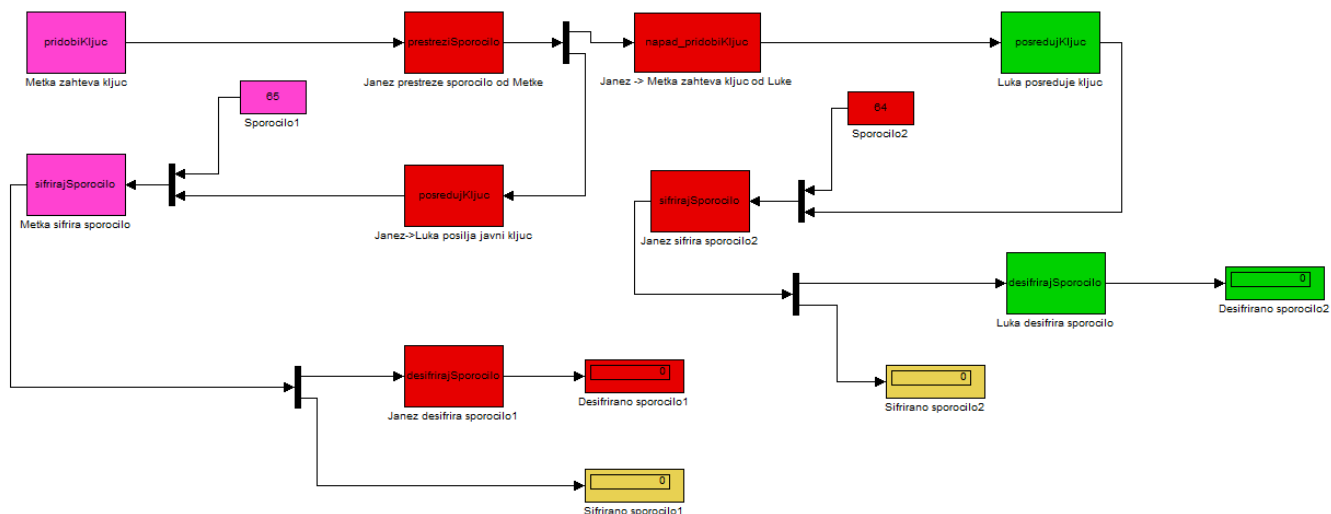 pridobiKljuc
Metka zahteva kljuc
prestreziSporocilo
Janez prestreze sporocilo od Metke
napad_pridobiKljuc
Janez -> Metka zahteva kljuc od Luke
posredujKljuc
Luka posreduje kljuc
65
Sporocilo1
64
Sporocilo2
sifrirajSporocilo
Metka sifrira sporocilo
posredujKljuc
Janez->Luka posilja javni kljuc
sifrirajSporocilo
Janez sifrira sporocilo2
desifrirajSporocilo
Luka desifrira sporocilo
0
Desifrirano sporocilo2
desifrirajSporocilo
Janez desifrira sporocilo1
0
Desifrirano sporocilo1
0
Sifrirano sporocilo2
0
Sifrirano sporocilo1